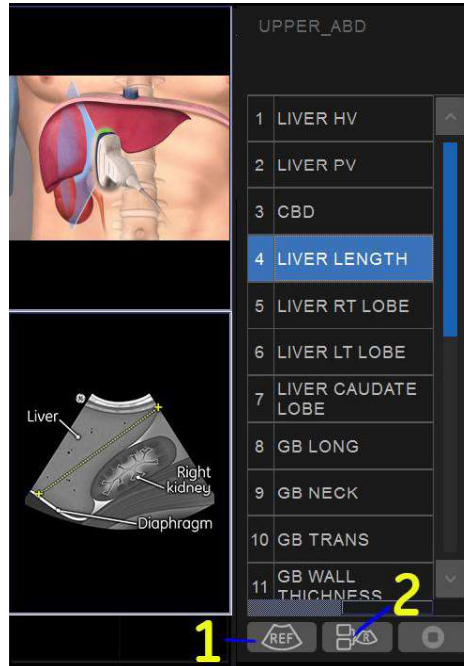 UPPER_ABD
1 LIVER HV
2 LIVER PV
3 CBD
4 LIVER LENGTH
5 LIVER RT LOBE
6 LIVER LT LOBE
7 LIVER CAUDATE
LOBE
8 GB LONG
9 GB NECK
10 GB TRANS
11 GB WALL
THICHNESS
Liver
Right
kidney
Diaphragm
1
REF
2
R